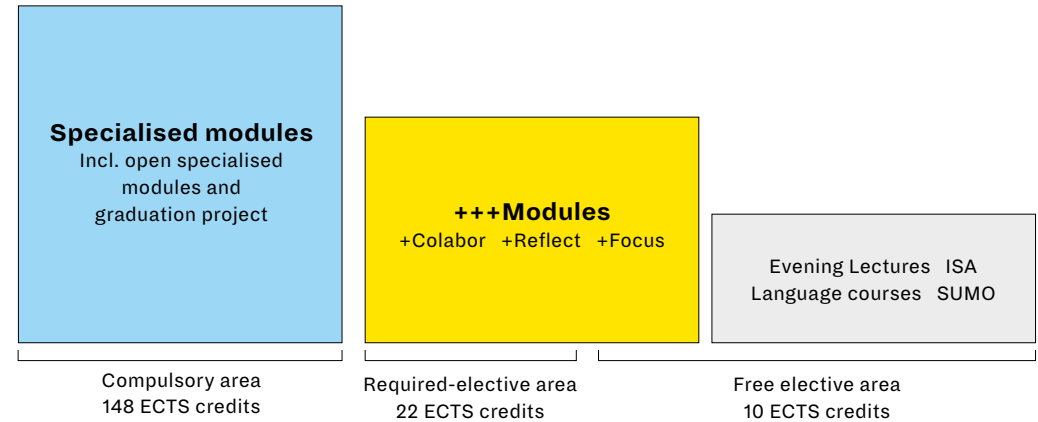 Specialised modules
Incl. open specialised
modules and
graduation project
+++Modules
+Colabor +Reflect +Focus
Evening Lectures ISA
Language courses SUMO
Compulsory area
148 ECTS credits
Required-elective area
22 ECTS credits
Free elective area
10 ECTS credits